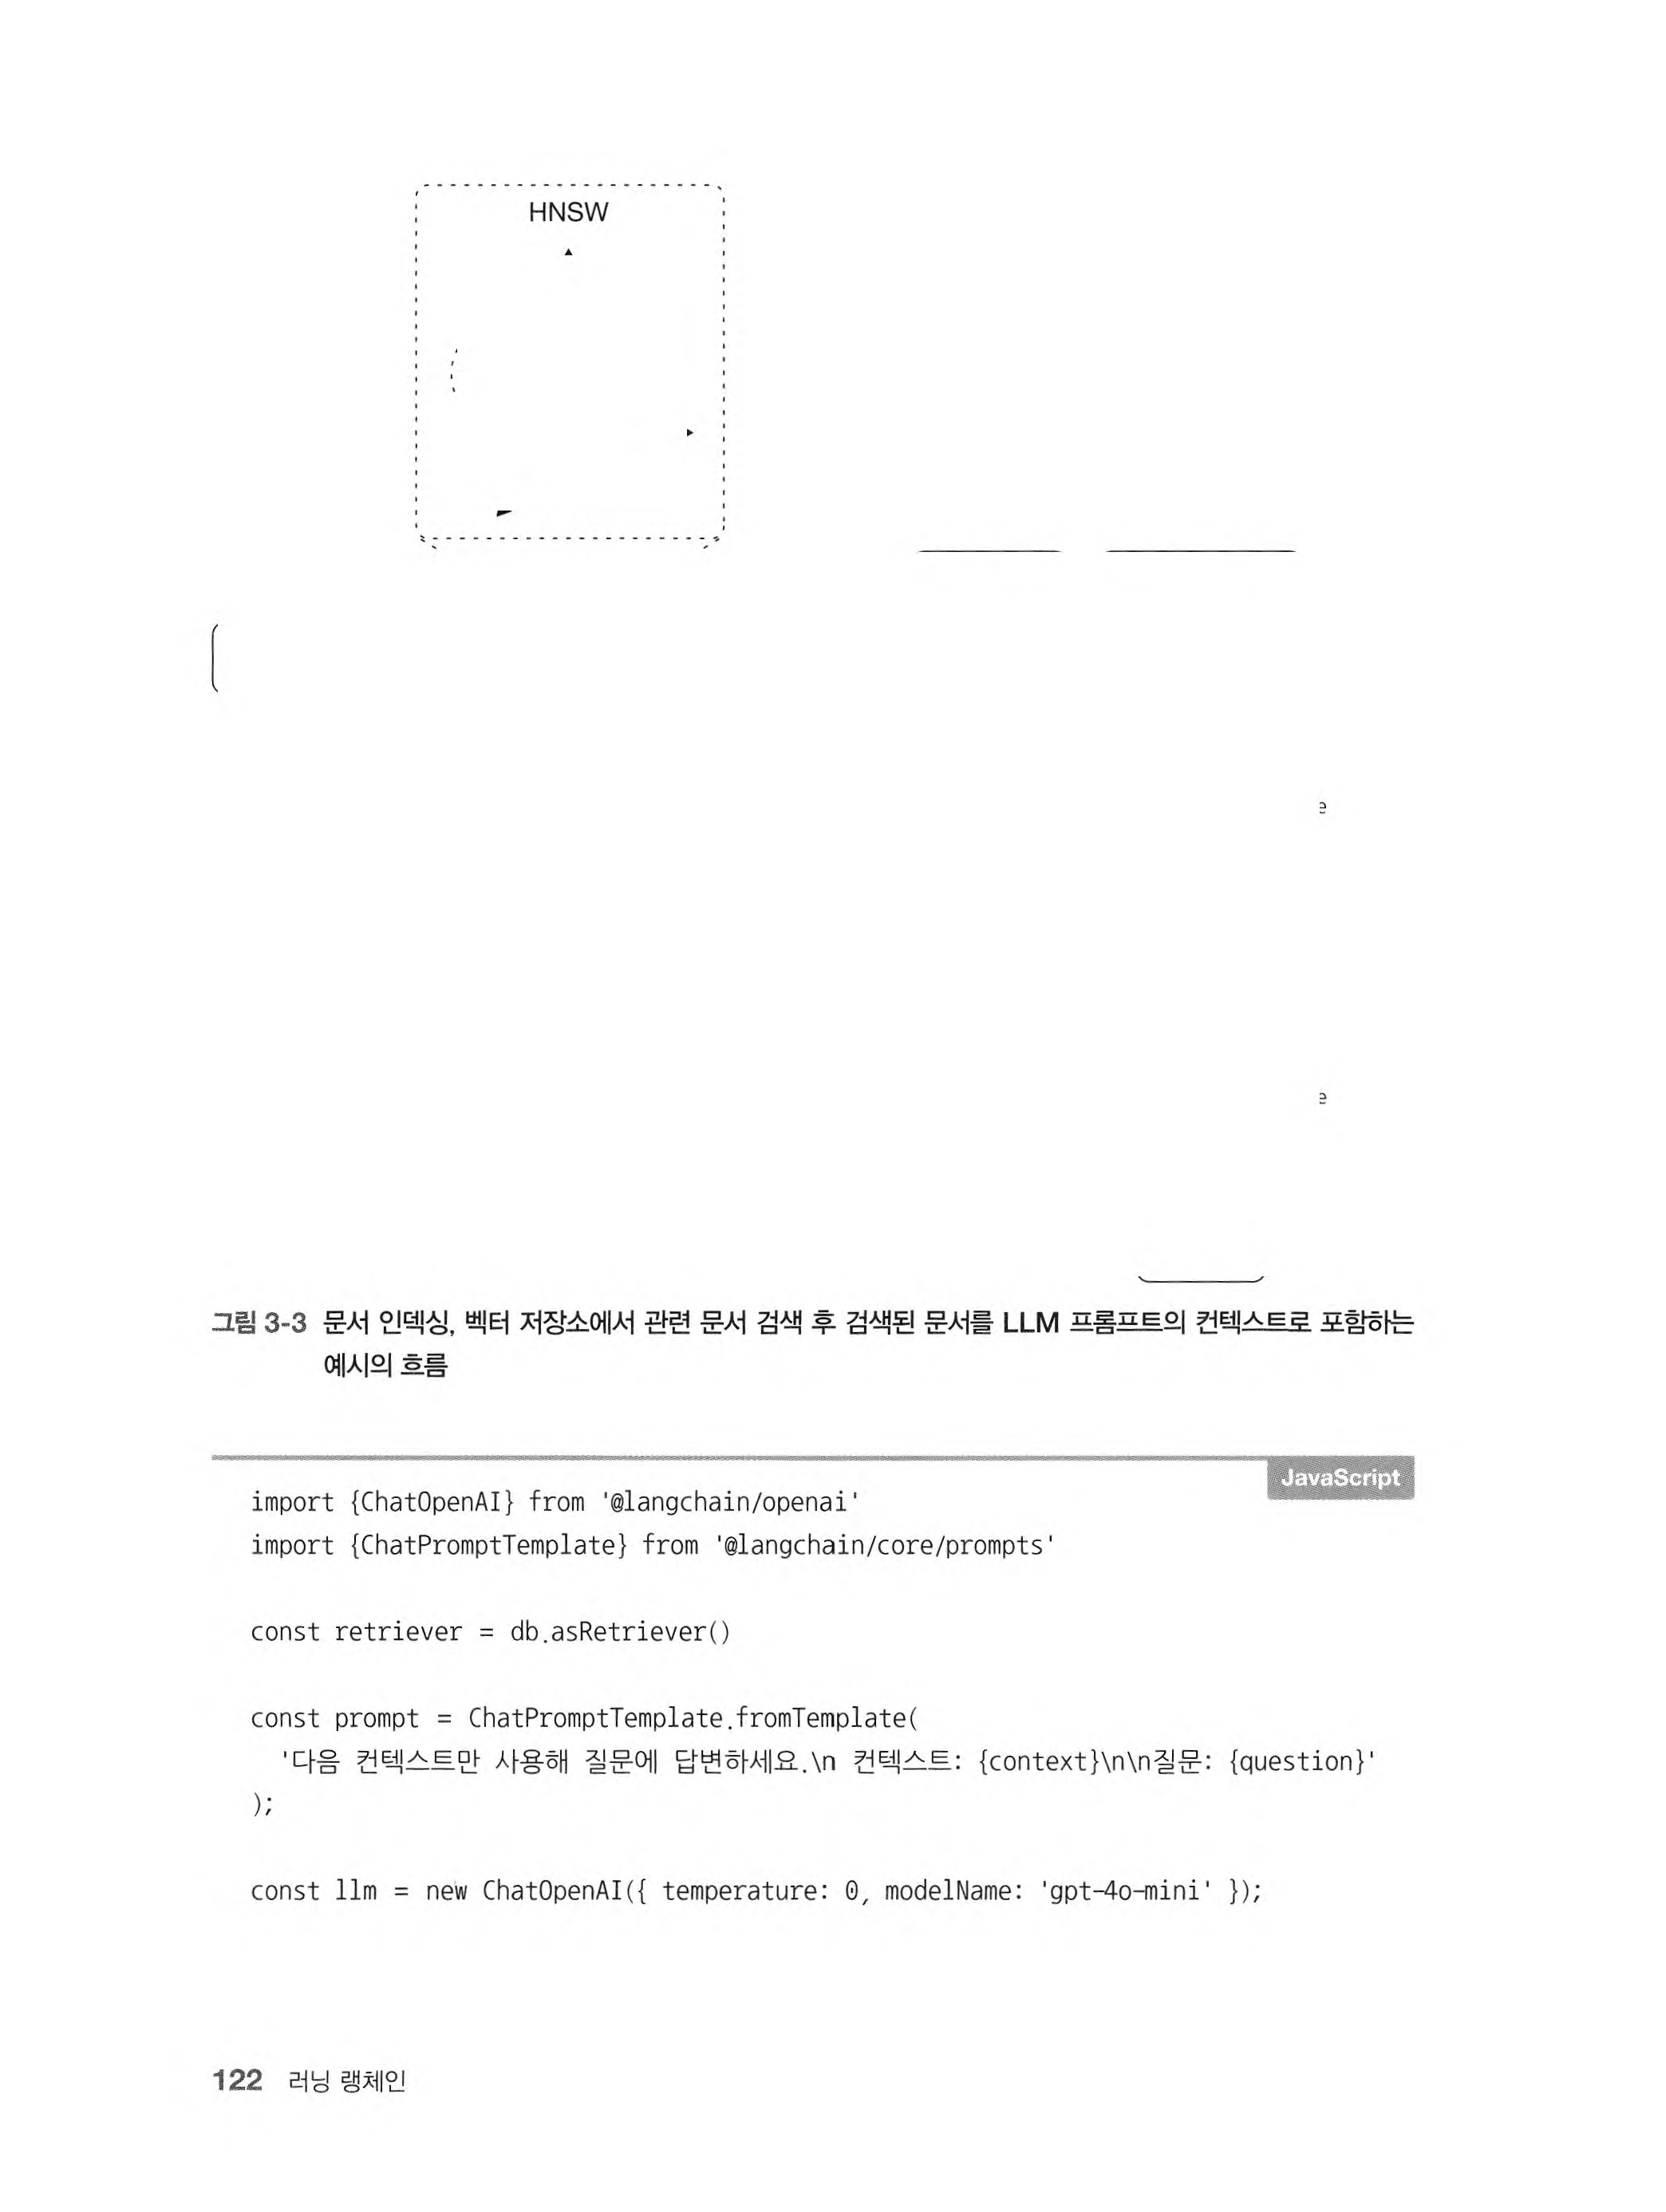 HNSW
e
e
그림 3-3 문서 인덱싱, 벡터 저장소에서 관련 문서 검색 후 검색된 문서를 LLM 프롬프트의 컨텍스트로 포함하는
예시의 흐름
JavaScript
import {ChatOpenAI} from '@langchain/openai'
import {ChatPromptTemplate} from '@langchain/core/prompts'
const retriever = db.asRetriever()
const prompt = ChatPromptTemplate.fromTemplate(
'다음 컨텍스트만 사용해 질문에 답변하세요.\n 컨텍스트: {context}\n\n질문: {question}'
);
const llm = new ChatOpenAI({ temperature: 0, modelName: 'gpt-4o-mini' });
122 러닝 랭체인